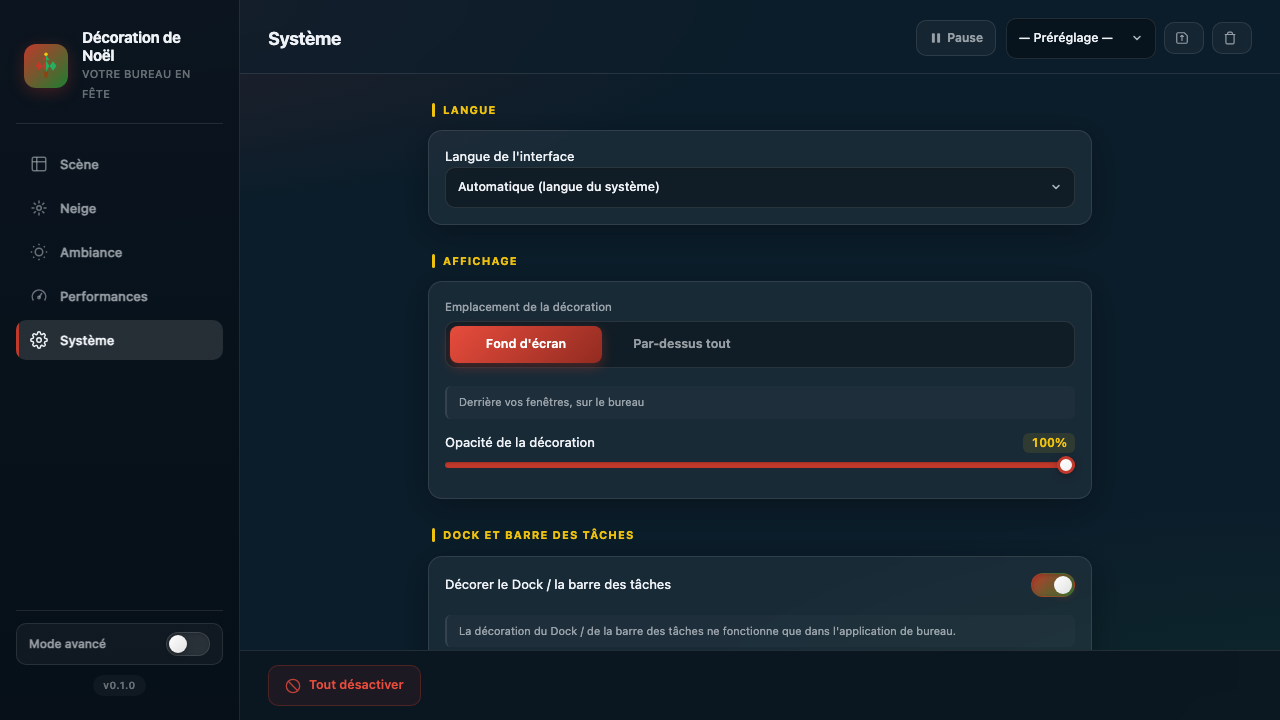 Décoration de
Noël
VOTRE BUREAU EN
FÊTE
Scène
Neige
Ambiance
Performances
Système
Mode avancé
v0.1.0
Système
Pause
— Préréglage —
LANGUE
Langue de l'interface
Automatique (langue du système)
AFFICHAGE
Emplacement de la décoration
Fond d'écran
Par-dessus tout
Derrière vos fenêtres, sur le bureau
Opacité de la décoration
100%
DOCK ET BARRE DES TÂCHES
Décorer le Dock / la barre des tâches
La décoration du Dock / de la barre des tâches ne fonctionne que dans l'application de bureau.
Tout désactiver